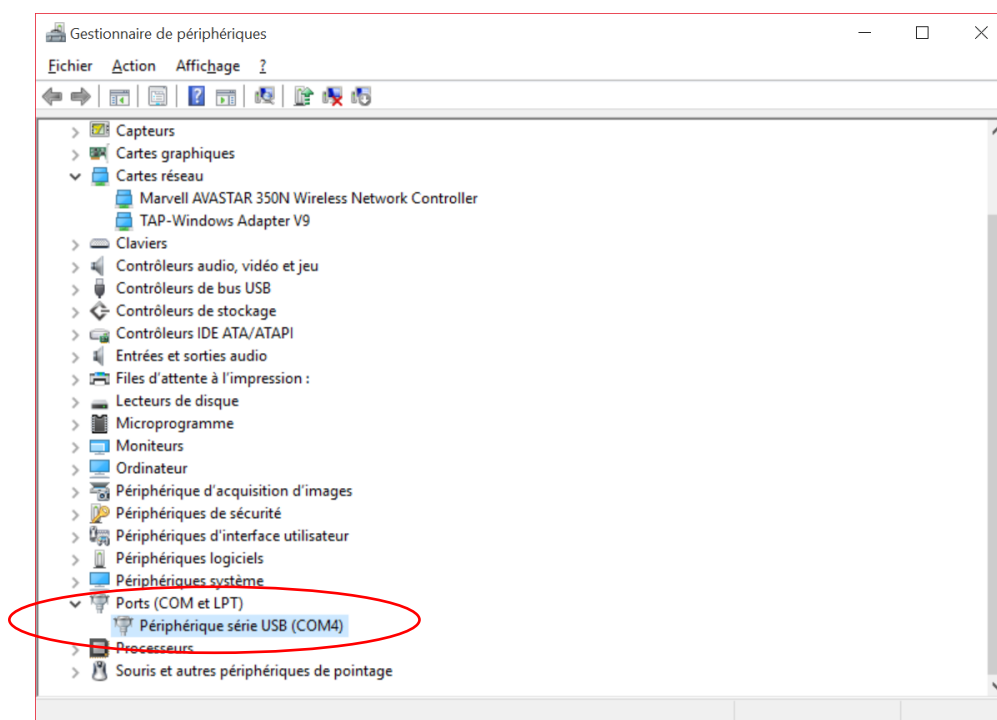 Gestionnaire de périphériques
Fichier Action Affichage ?
Capteurs
Cartes graphiques
Cartes réseau
Marvell AVASTAR 350N Wireless Network Controller
TAP-Windows Adapter V9
Claviers
Contrôleurs audio, vidéo et jeu
Contrôleurs de bus USB
Contrôleurs de stockage
Contrôleurs IDE ATA/ATAPI
Entrées et sorties audio
Files d'attente à l'impression :
Lecteurs de disque
Microprogramme
Moniteurs
Ordinateur
Périphérique d'acquisition d'images
Périphériques de sécurité
Périphériques d'interface utilisateur
Périphériques logiciels
Périphériques système
Ports (COM et LPT)
Périphérique série USB (COM4)
Processeurs
Souris et autres périphériques de pointage